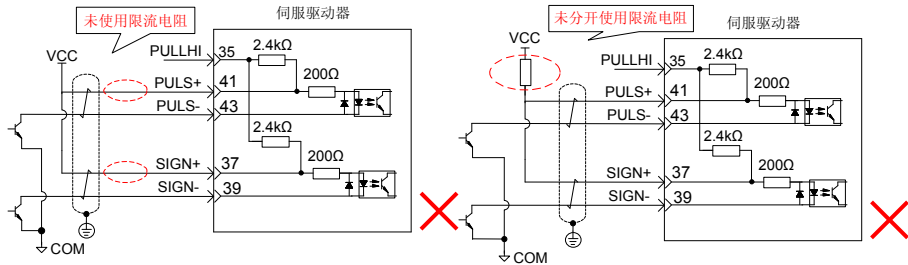 未使用限流电阻
伺服驱动器
VCC
PULLHI
35
2.4kΩ
PULS+
41
200Ω
PULS-
43
2.4kΩ
SIGN+
37
200Ω
SIGN-
39
COM
未分开使用限流电阻
伺服驱动器
VCC
PULLHI
35
2.4kΩ
PULS+
41
200Ω
PULS-
43
2.4kΩ
SIGN+
37
200Ω
SIGN-
39
COM